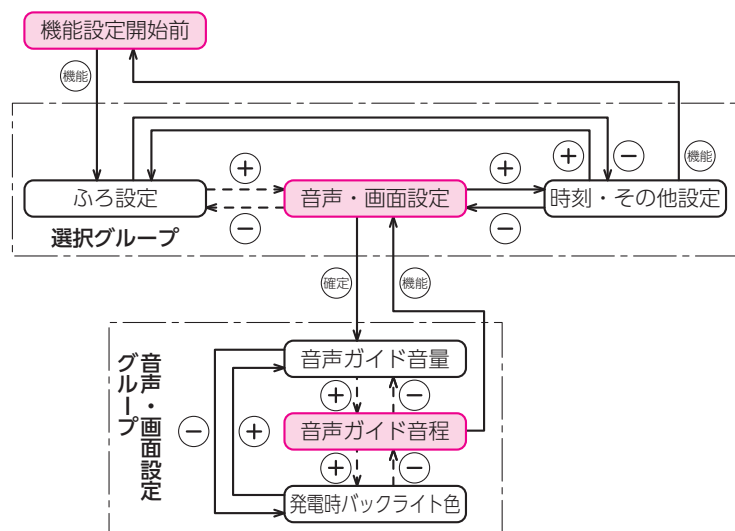 機能設定開始前
機能
＋
－
機能
ふろ設定
＋
－
音声・画面設定
＋
－
時刻・その他設定
選択グループ
確定
機能
音声・画面設定
グループ
音声ガイド音量
＋
－
－
＋
音声ガイド音程
＋
－
発電時バックライト色